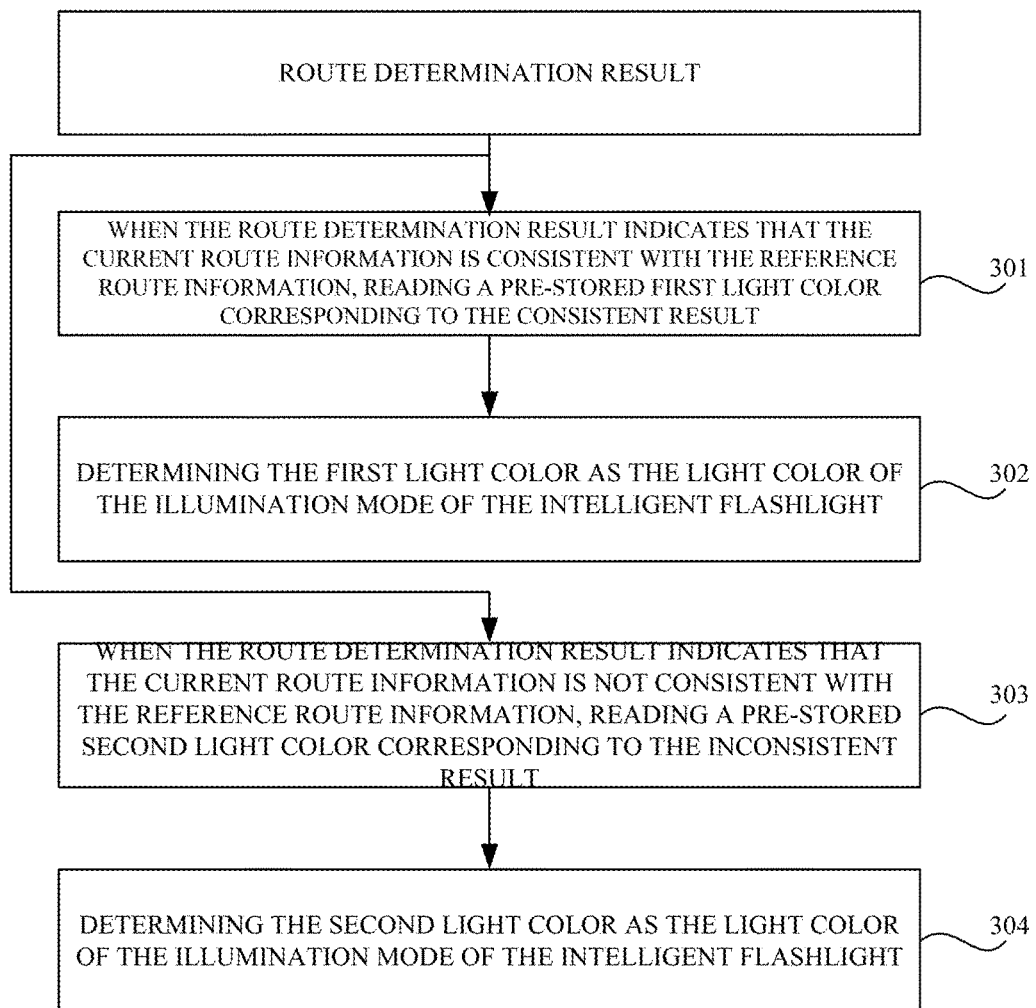 ROUTE DETERMINATION RESULT
WHEN THE ROUTE DETERMINATION RESULT INDICATES THAT THE
CURRENT ROUTE INFORMATION IS CONSISTENT WITH THE REFERENCE
ROUTE INFORMATION, READING A PRE-STORED FIRST LIGHT COLOR
CORRESPONDING TO THE CONSISTENT RESULT
301
DETERMINING THE FIRST LIGHT COLOR AS THE LIGHT COLOR OF
THE ILLUMINATION MODE OF THE INTELLIGENT FLASHLIGHT
302
WHEN THE ROUTE DETERMINATION RESULT INDICATES THAT
THE CURRENT ROUTE INFORMATION IS NOT CONSISTENT WITH
THE REFERENCE ROUTE INFORMATION, READING A PRE-STORED
SECOND LIGHT COLOR CORRESPONDING TO THE INCONSISTENT
RESULT
303
DETERMINING THE SECOND LIGHT COLOR AS THE LIGHT COLOR
OF THE ILLUMINATION MODE OF THE INTELLIGENT FLASHLIGHT
304